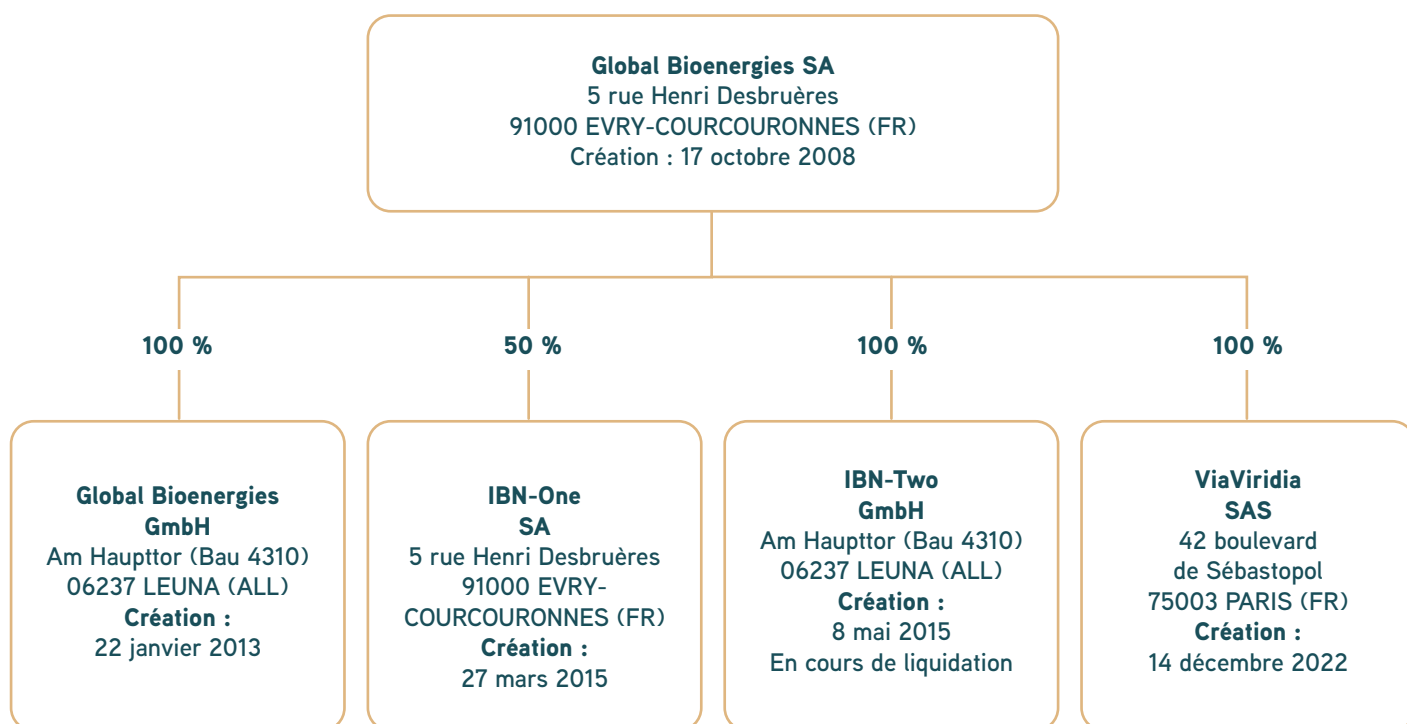 Global Bioenergies SA
5 rue Henri Desbruères
91000 EVRY-COURCOURONNES (FR)
Création : 17 octobre 2008
100 %
50 %
100 %
100 %
Global Bioenergies
GmbH
Am Haupttor (Bau 4310)
06237 LEUNA (ALL)
Création :
22 janvier 2013
IBN-One
SA
5 rue Henri Desbruères
91000 EVRY-
COURCOURONNES (FR)
Création :
27 mars 2015
IBN-Two
GmbH
Am Haupttor (Bau 4310)
06237 LEUNA (ALL)
Création :
8 mai 2015
En cours de liquidation
ViaViridia
SAS
42 boulevard
de Sébastopol
75003 PARIS (FR)
Création :
14 décembre 2022